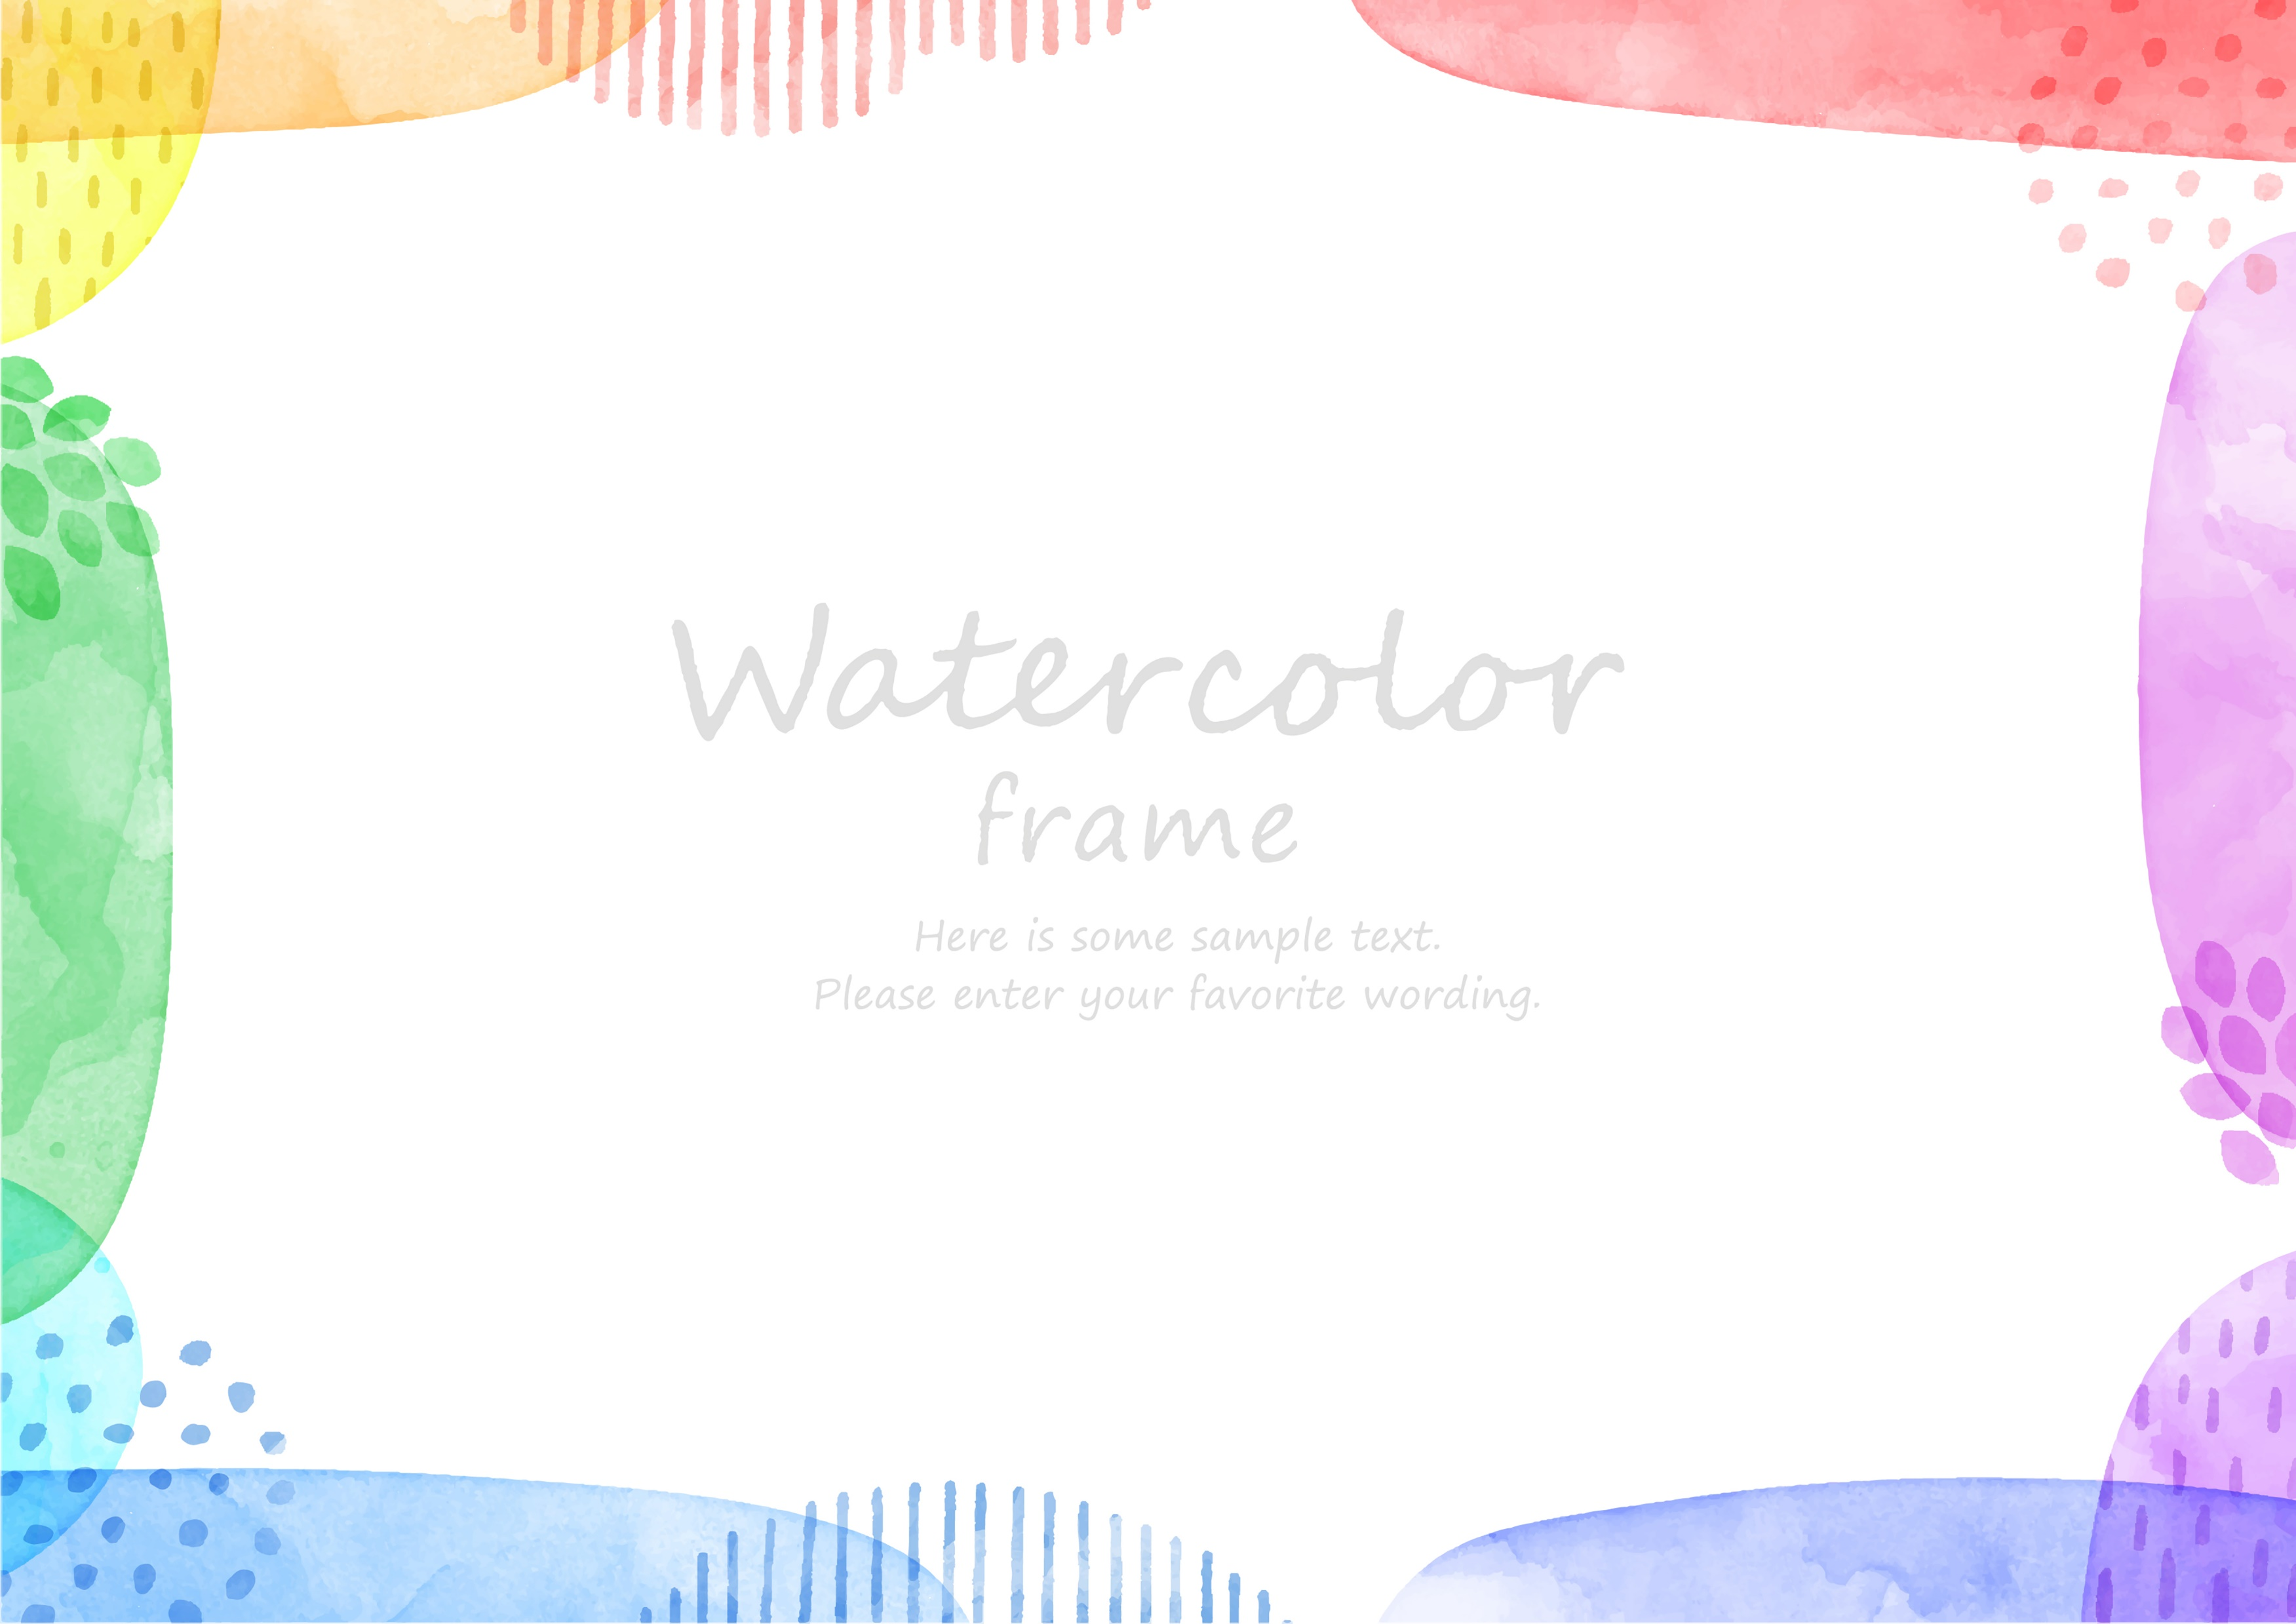 Watercolor
frame
Here is some sample text.
Please enter your favorite wording.